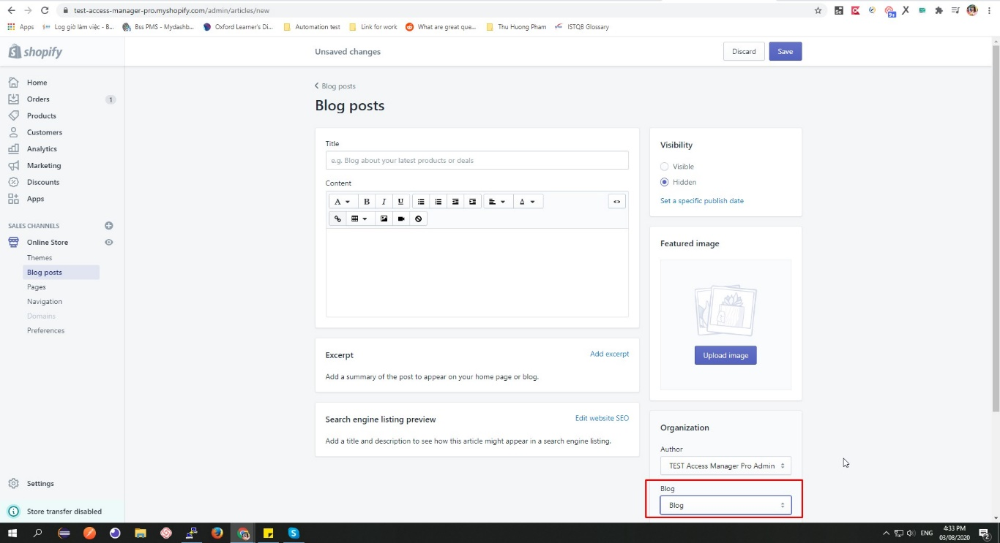 test-access-manager-pro.myshopify.com/admin/articles/new
9+
Apps
Log giờ làm việc - B...
Bss PMS - Mydashb...
Oxford Learner's Di...
Automation test
Link for work
What are great que...
Thu Huong Pham
ISTQB Glossary
shopify
Unsaved changes
Discard
Save
Home
Orders
1
Products
Customers
Analytics
Marketing
Discounts
Apps
SALES CHANNELS
Online Store
Themes
Blog posts
Pages
Navigation
Domains
Preferences
Settings
Store transfer disabled
Blog posts
Blog posts
Title
e.g. Blog about your latest products or deals
Content
A B I U
A
<>
Excerpt
Add excerpt
Add a summary of the post to appear on your home page or blog.
Search engine listing preview
Edit website SEO
Add a title and description to see how this article might appear in a search engine listing.
Visibility
Visible
Hidden
Set a specific publish date
Featured image
Upload image
Organization
Author
TEST Access Manager Pro Admin
Blog
Blog
ENG
4:33 PM
03/08/2020
2